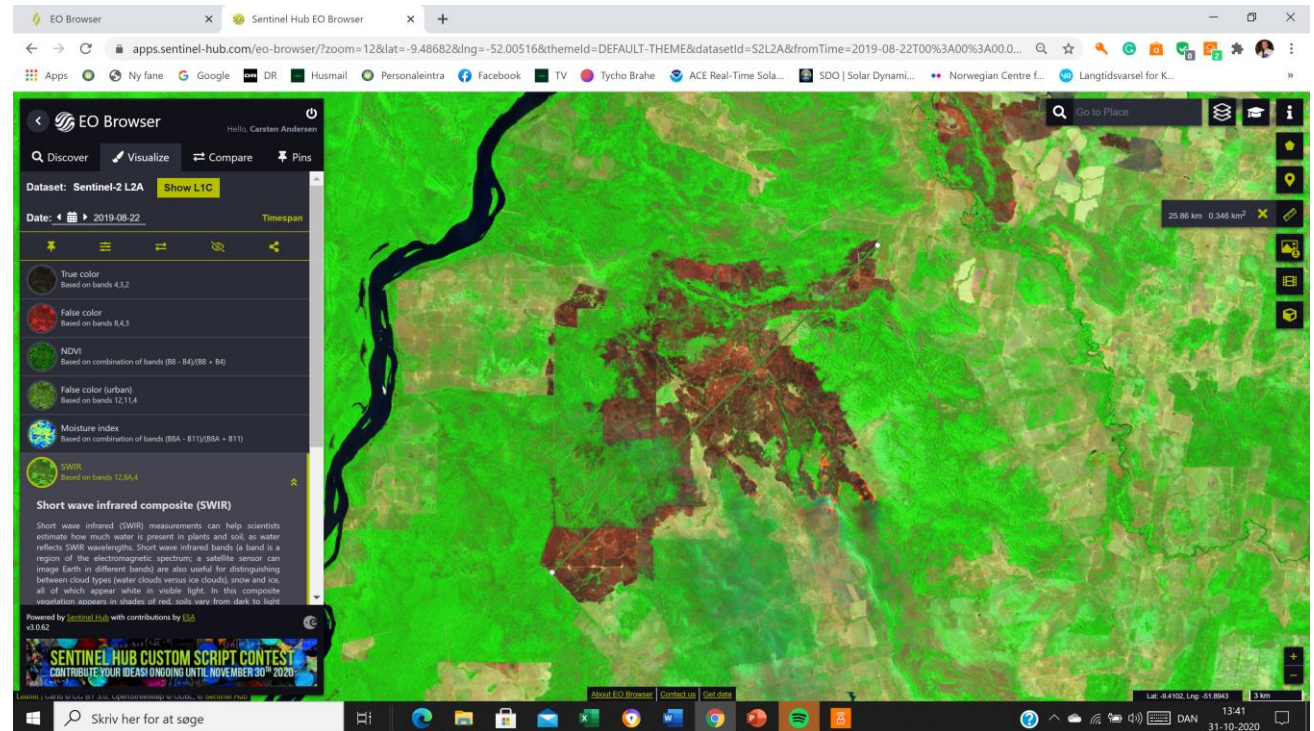 EO Browser
Sentinel Hub EO Browser
apps.sentinel-hub.com/eo-browser/?zoom=12&lat=-9.48682&lng=-52.00516&themeId=DEFAULT-THEME&datasetId=S2L2A&fromTime=2019-08-22T00%3A00%3A00.0...
Apps Ny fane Google DR Husmail Personaleintra Facebook TV Tycho Brahe ACE Real-Time Sola... SDO | Solar Dynami... Norwegian Centre f... Langtidsvarsel for K... »
EO Browser
Hello, Carsten Andersen
Go to Place
Discover Visualize Compare Pins
Dataset: Sentinel-2 L2A Show L1C
Date: 2019-08-22 Timespan
25.86 km 0.346 km²
True color
Based on bands 4,3,2
False color
Based on bands 8,4,3
NDVI
Based on combination of bands (B8 - B4)/(B8 + B4)
False color (urban)
Based on bands 12,11,4
Moisture index
Based on combination of bands (B8A - B11)/(B8A + B11)
SWIR
Based on bands 12,8A,4
Short wave infrared composite (SWIR)
Short wave infrared (SWIR) measurements can help scientists
estimate how much water is present in plants and soil, as water
reflects SWIR wavelengths. Short wave infrared bands (a band is a
region of the electromagnetic spectrum; a satellite sensor can
image Earth in different bands) are also useful for distinguishing
between cloud types (water clouds versus ice clouds), snow and ice,
all of which appear white in visible light. In this composite
vegetation appears in shades of red, soils vary from dark to light
Powered by Sentinel Hub with contributions by ESA
v3.0.62
SENTINEL HUB CUSTOM SCRIPT CONTEST
CONTRIBUTE YOUR IDEAS! ONGOING UNTIL NOVEMBER 30TH 2020
Leaflet | Carto © CC BY 3.0, OpenStreetMap © ODbL, © Sentinel Hub
About EO Browser Contact us Get data
Lat: -9.4102, Lng: -51.8943 3 km
Skriv her for at søge
DAN
13:41
31-10-2020